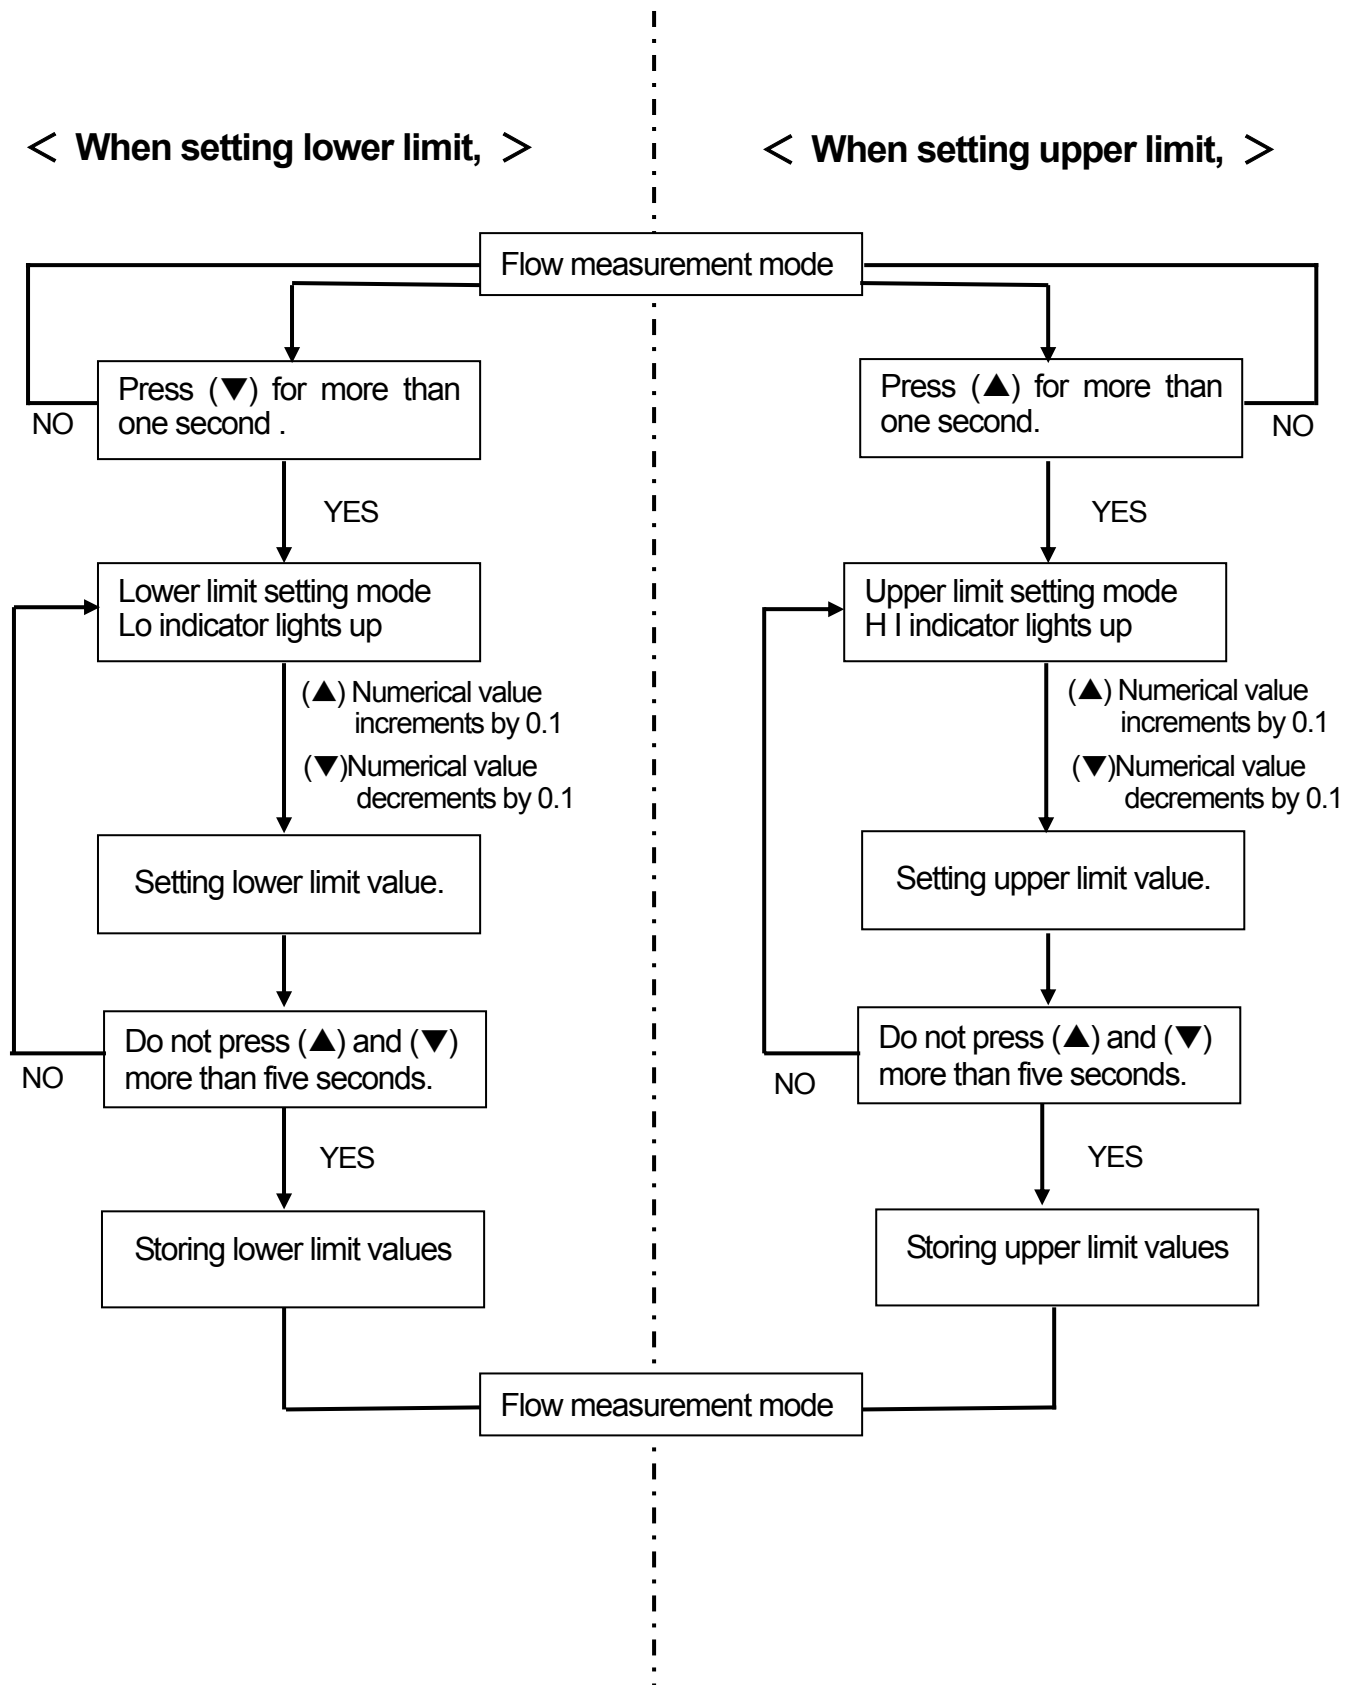 ＜ When setting lower limit, ＞
＜ When setting upper limit, ＞
Flow measurement mode
Press (▼) for more than
one second .
NO
YES
Lower limit setting mode
Lo indicator lights up
(▲) Numerical value
increments by 0.1
(▼)Numerical value
decrements by 0.1
Setting lower limit value.
Do not press (▲) and (▼)
more than five seconds.
NO
YES
Storing lower limit values
Press (▲) for more than
one second.
NO
YES
Upper limit setting mode
H I indicator lights up
(▲) Numerical value
increments by 0.1
(▼)Numerical value
decrements by 0.1
Setting upper limit value.
Do not press (▲) and (▼)
more than five seconds.
NO
YES
Storing upper limit values
Flow measurement mode